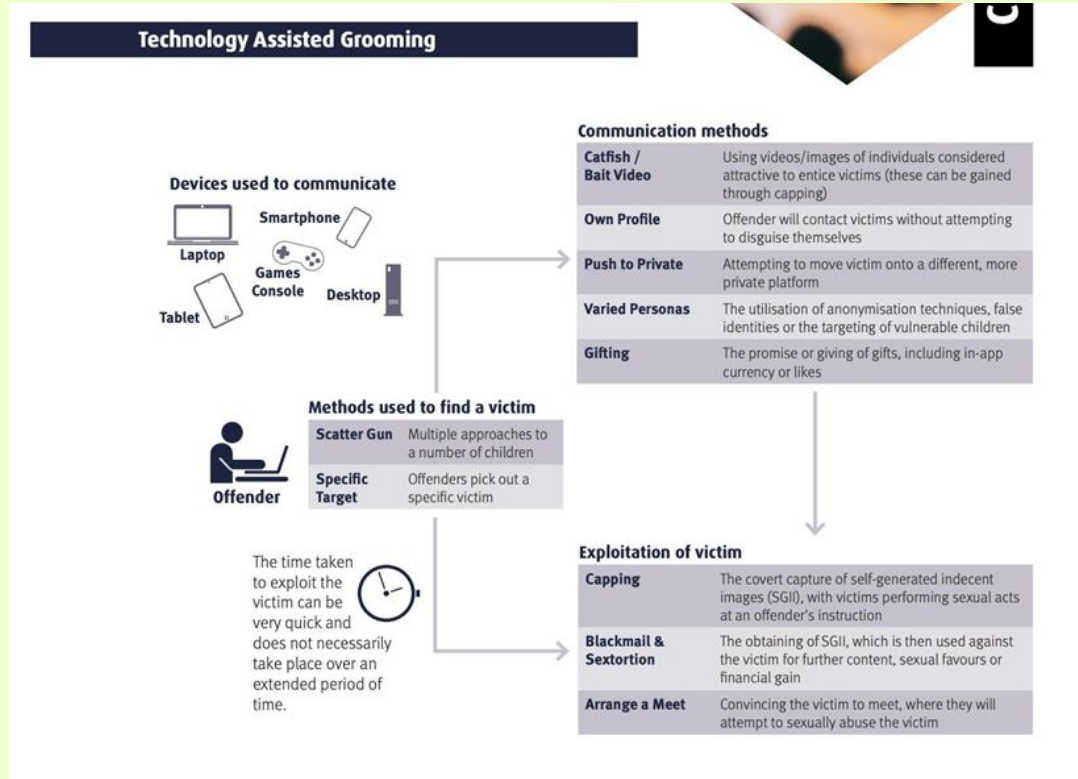 Technology Assisted Grooming
C
Devices used to communicate
Smartphone
Laptop
Games
Console
Desktop
Tablet
Communication methods
Catfish /
Bait Video
Using videos/images of individuals considered
attractive to entice victims (these can be gained
through capping)
Own Profile
Offender will contact victims without attempting
to disguise themselves
Push to Private
Attempting to move victim onto a different, more
private platform
Varied Personas
The utilisation of anonymisation techniques, false
identities or the targeting of vulnerable children
Gifting
The promise or giving of gifts, including in-app
currency or likes
Methods used to find a victim
Scatter Gun
Multiple approaches to
a number of children
Specific
Target
Offenders pick out a
specific victim
Offender
The time taken
to exploit the
victim can be
very quick and
does not necessarily
take place over an
extended period of
time.
Exploitation of victim
Capping
The covert capture of self-generated indecent
images (SGII), with victims performing sexual acts
at an offender's instruction
Blackmail &
Sextortion
The obtaining of SGII, which is then used against
the victim for further content, sexual favours or
financial gain
Arrange a Meet
Convincing the victim to meet, where they will
attempt to sexually abuse the victim